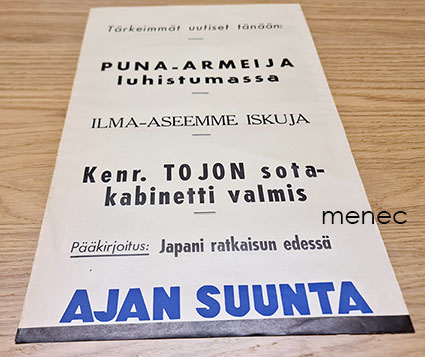 Tärkeimmät uutiset tänään:
PUNA-ARMEIJA
luhistumassa
ILMA-ASEEMME ISKUJA
Kenr. TOJON sota-
kabinetti valmis
menec
Pääkirjoitus: Japani ratkaisun edessä
AJAN SUUNTA